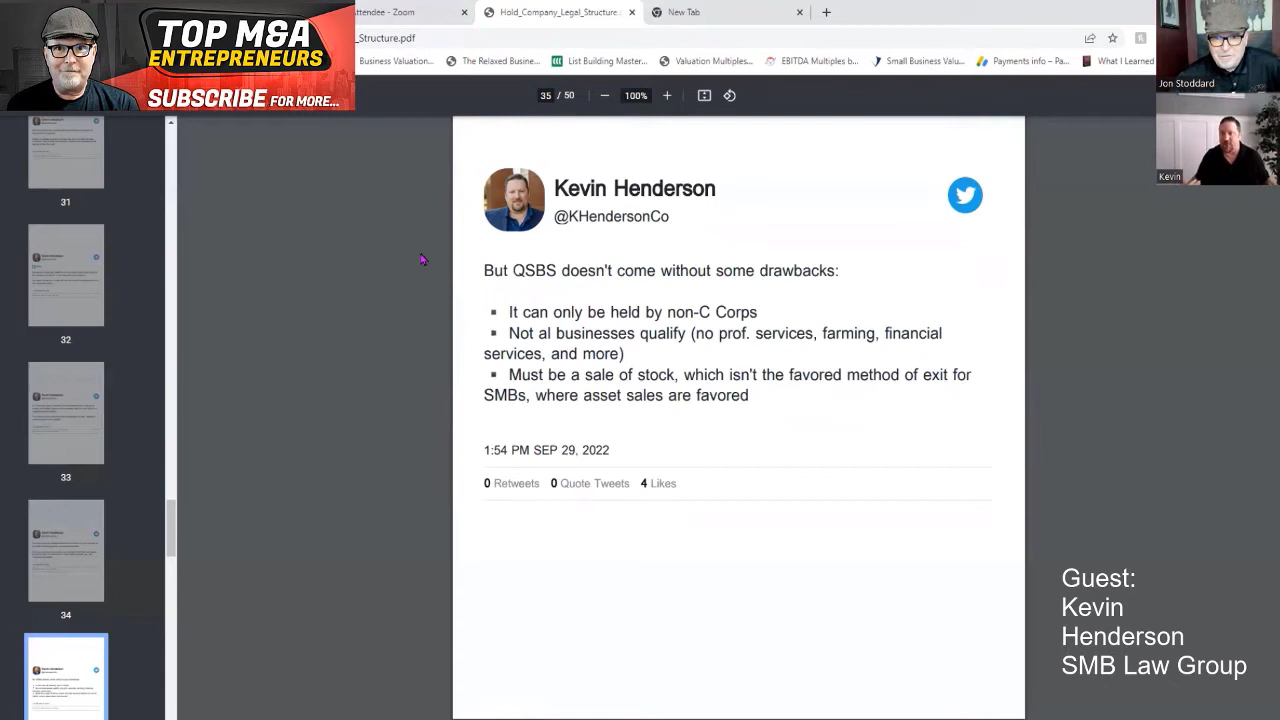 TOP M&A
ENTREPRENEURS
SUBSCRIBE FOR MORE...
ttendee - Zoom
Hold_Company_Legal_Structure
New Tab
_Structure.pdf
Business Valuation...
The Relaxed Busine...
List Building Master...
Valuation Multiples...
EBITDA Multiples b...
Small Business Valu...
Payments info – Pa...
What I Learned
35 / 50
100%
Jon Stoddard
Kevin
31
32
33
34
Kevin Henderson
@KHendersonCo
But QSBS doesn't come without some drawbacks:
▪ It can only be held by non-C Corps
▪ Not al businesses qualify (no prof. services, farming, financial
services, and more)
▪ Must be a sale of stock, which isn't the favored method of exit for
SMBs, where asset sales are favored
1:54 PM SEP 29, 2022
0 Retweets 0 Quote Tweets 4 Likes
Guest:
Kevin
Henderson
SMB Law Group